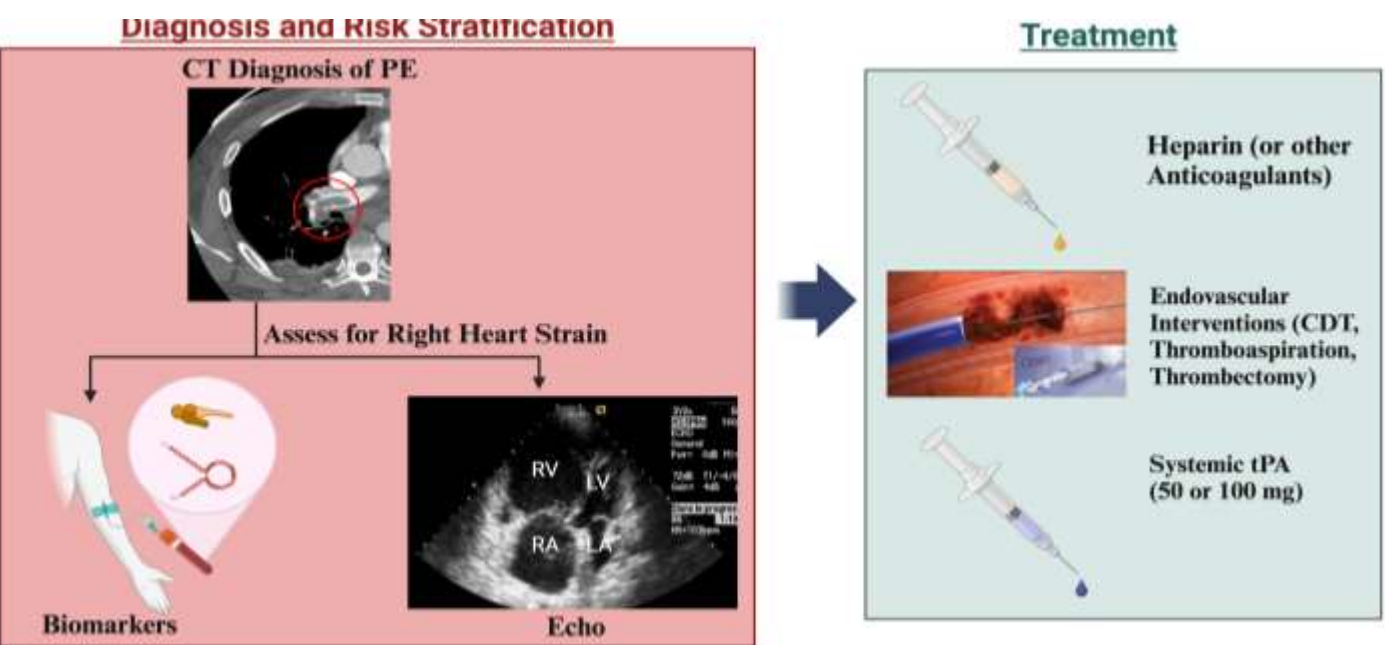 Diagnosis and Risk Stratification
CT Diagnosis of PE
Assess for Right Heart Strain
RV
LV
RA
LA
Biomarkers
Echo
Treatment
Heparin (or other
Anticoagulants)
Endovascular
Interventions (CDT,
Thromboaspiration,
Thrombectomy)
Systemic tPA
(50 or 100 mg)